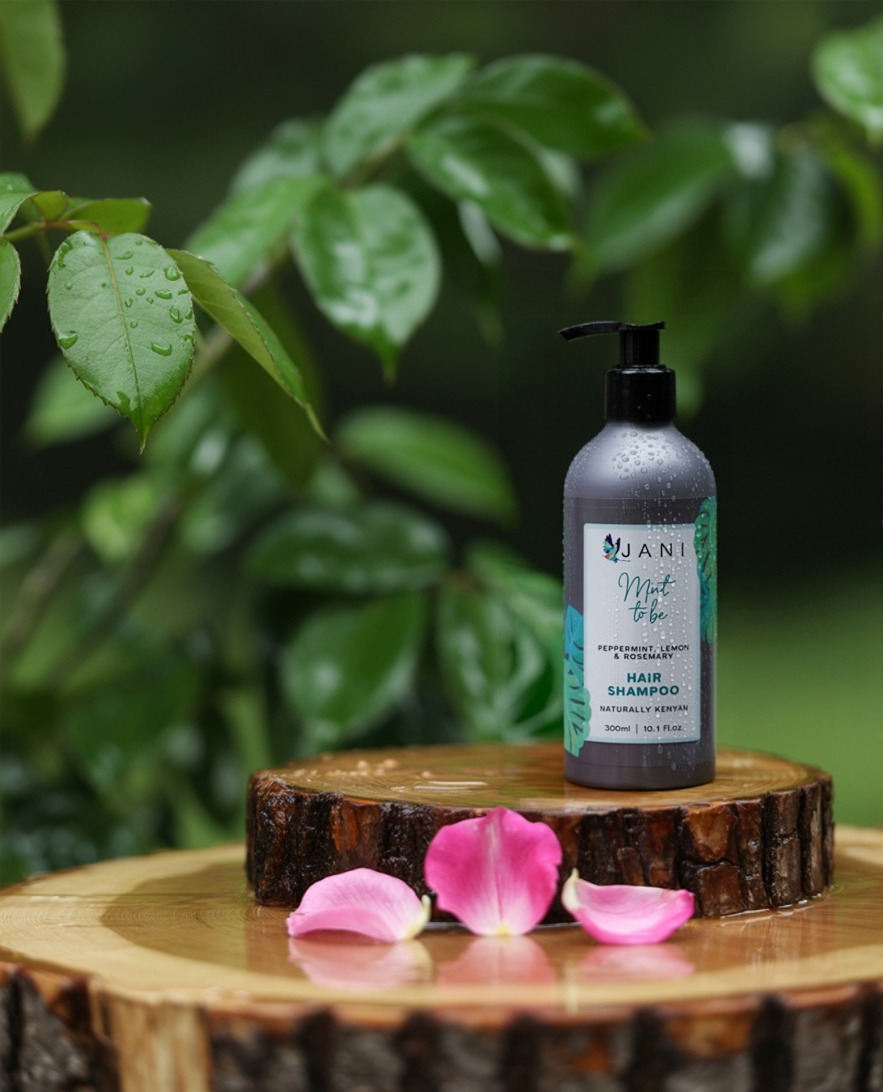 JANI
Mint
to be
PEPPERMINT, LEMON
& ROSEMARY
HAIR
SHAMPOO
NATURALLY KENYAN
300ml | 10.1 Fl.oz